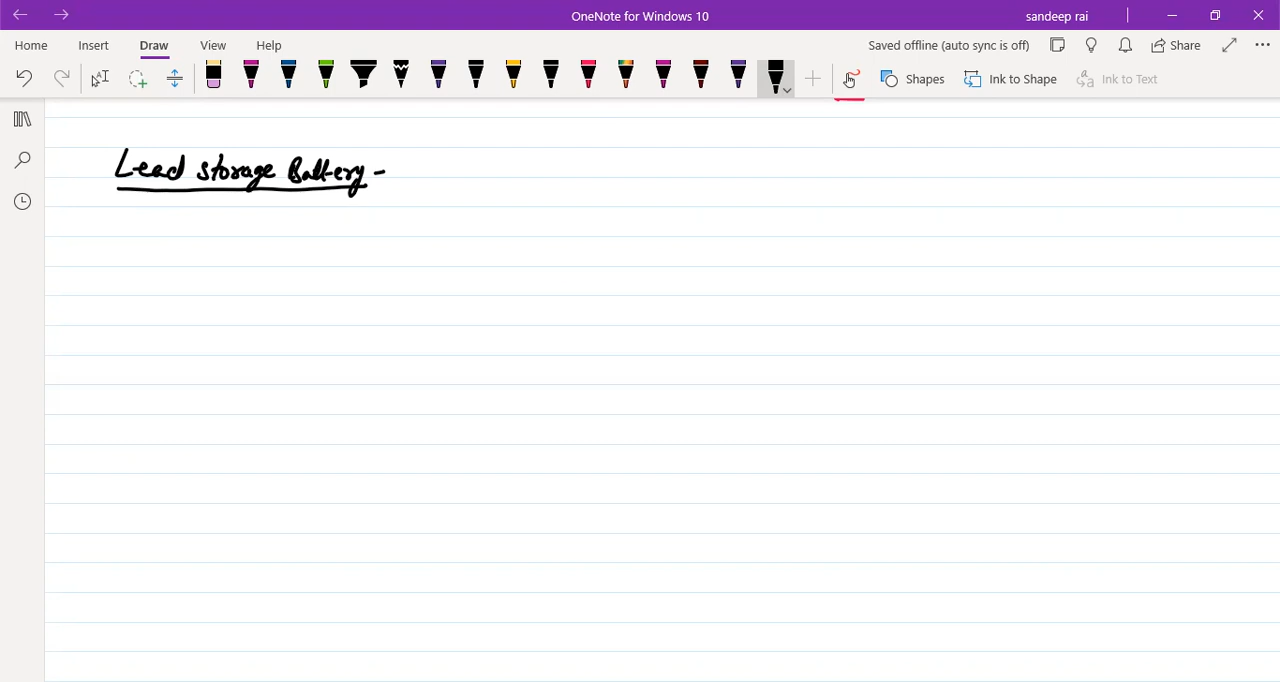 OneNote for Windows 10
sandeep rai
Home Insert Draw View Help
Saved offline (auto sync is off) Share
Shapes Ink to Shape Ink to Text
Lead storage Battery -